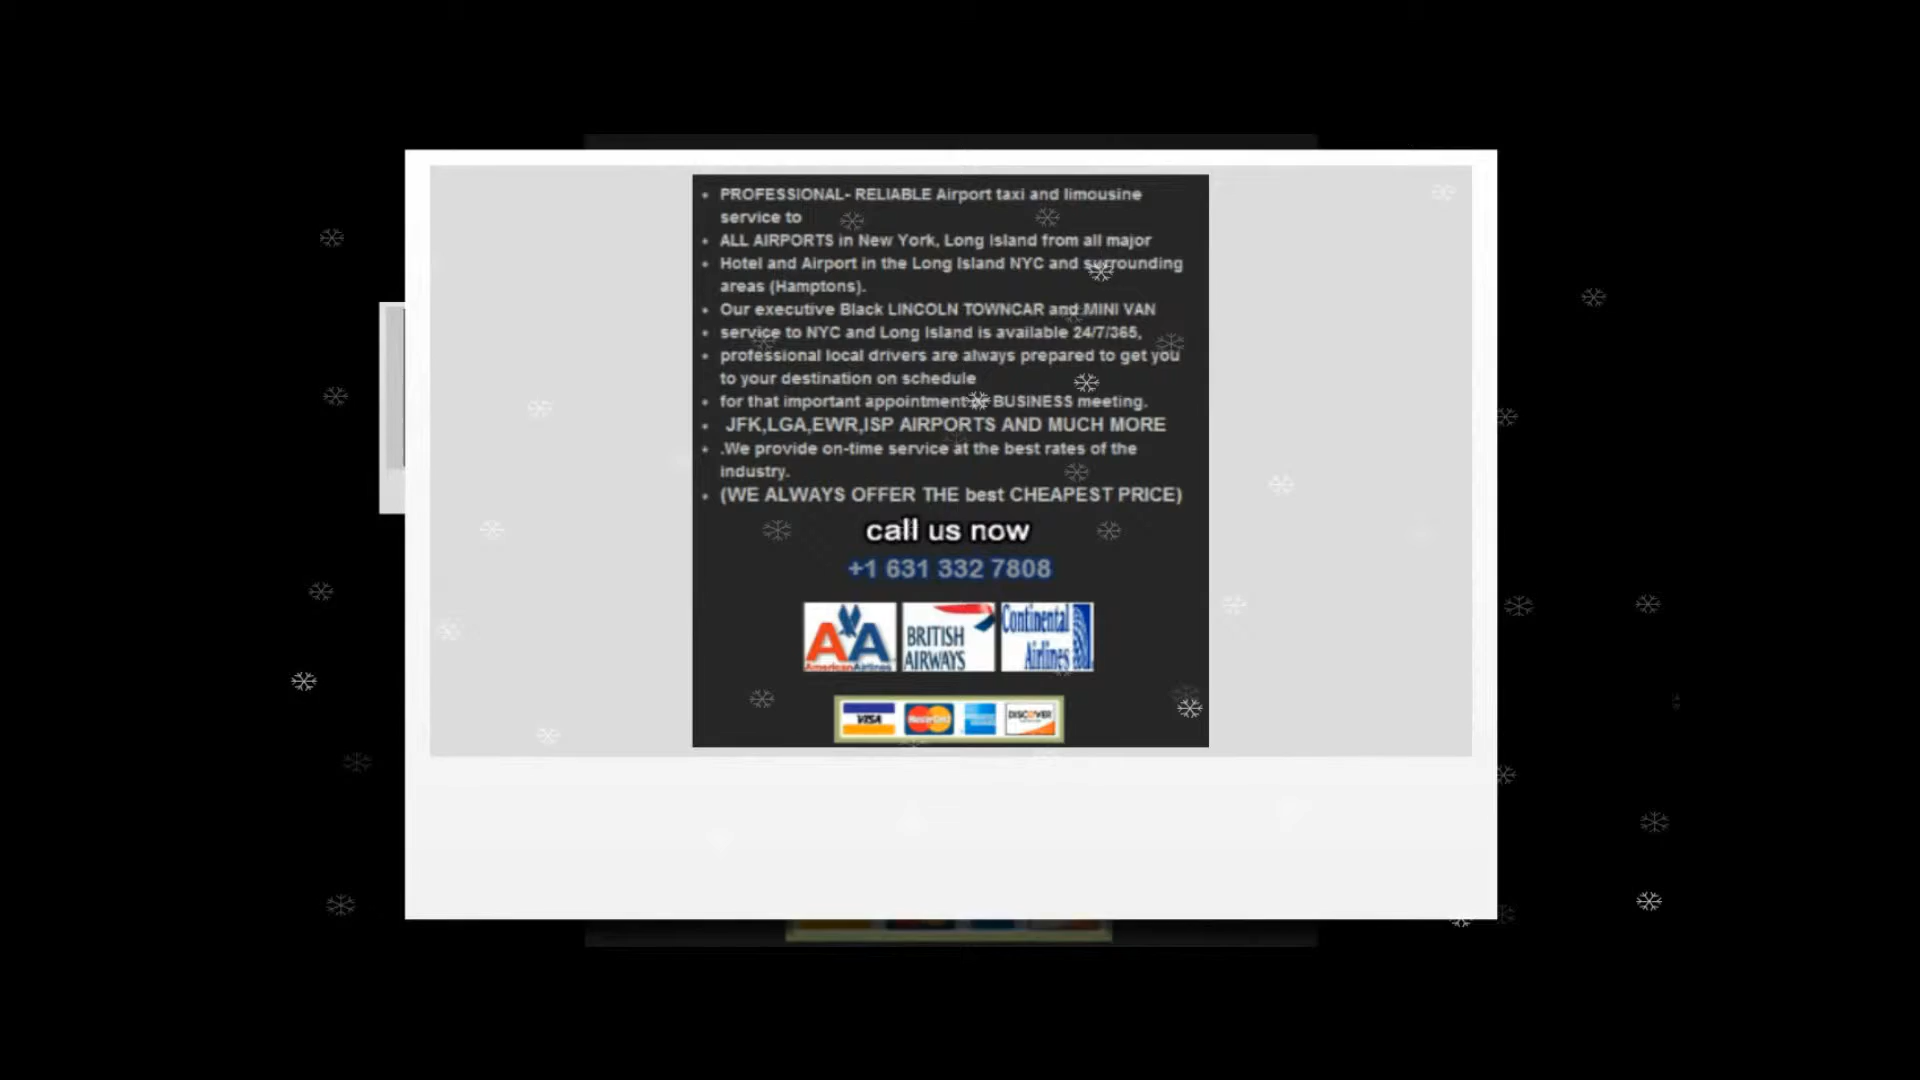 PROFESSIONAL- RELIABLE Airport taxi and limousine
service to
ALL AIRPORTS in New York, Long Island from all major
Hotel and Airport in the Long Island NYC and surrounding
areas (Hamptons).
Our executive Black LINCOLN TOWNCAR and MINI VAN
service to NYC and Long Island is available 24/7/365,
professional local drivers are always prepared to get you
to your destination on schedule
for that important appointment BUSINESS meeting.
JFK,LGA,EWR,ISP AIRPORTS AND MUCH MORE
.We provide on-time service at the best rates of the
industry.
(WE ALWAYS OFFER THE best CHEAPEST PRICE)
call us now
+1 631 332 7808
AA BRITISH Continental
AmericanAirlines AIRWAYS Airlines
VISA MasterCard DISCOVER